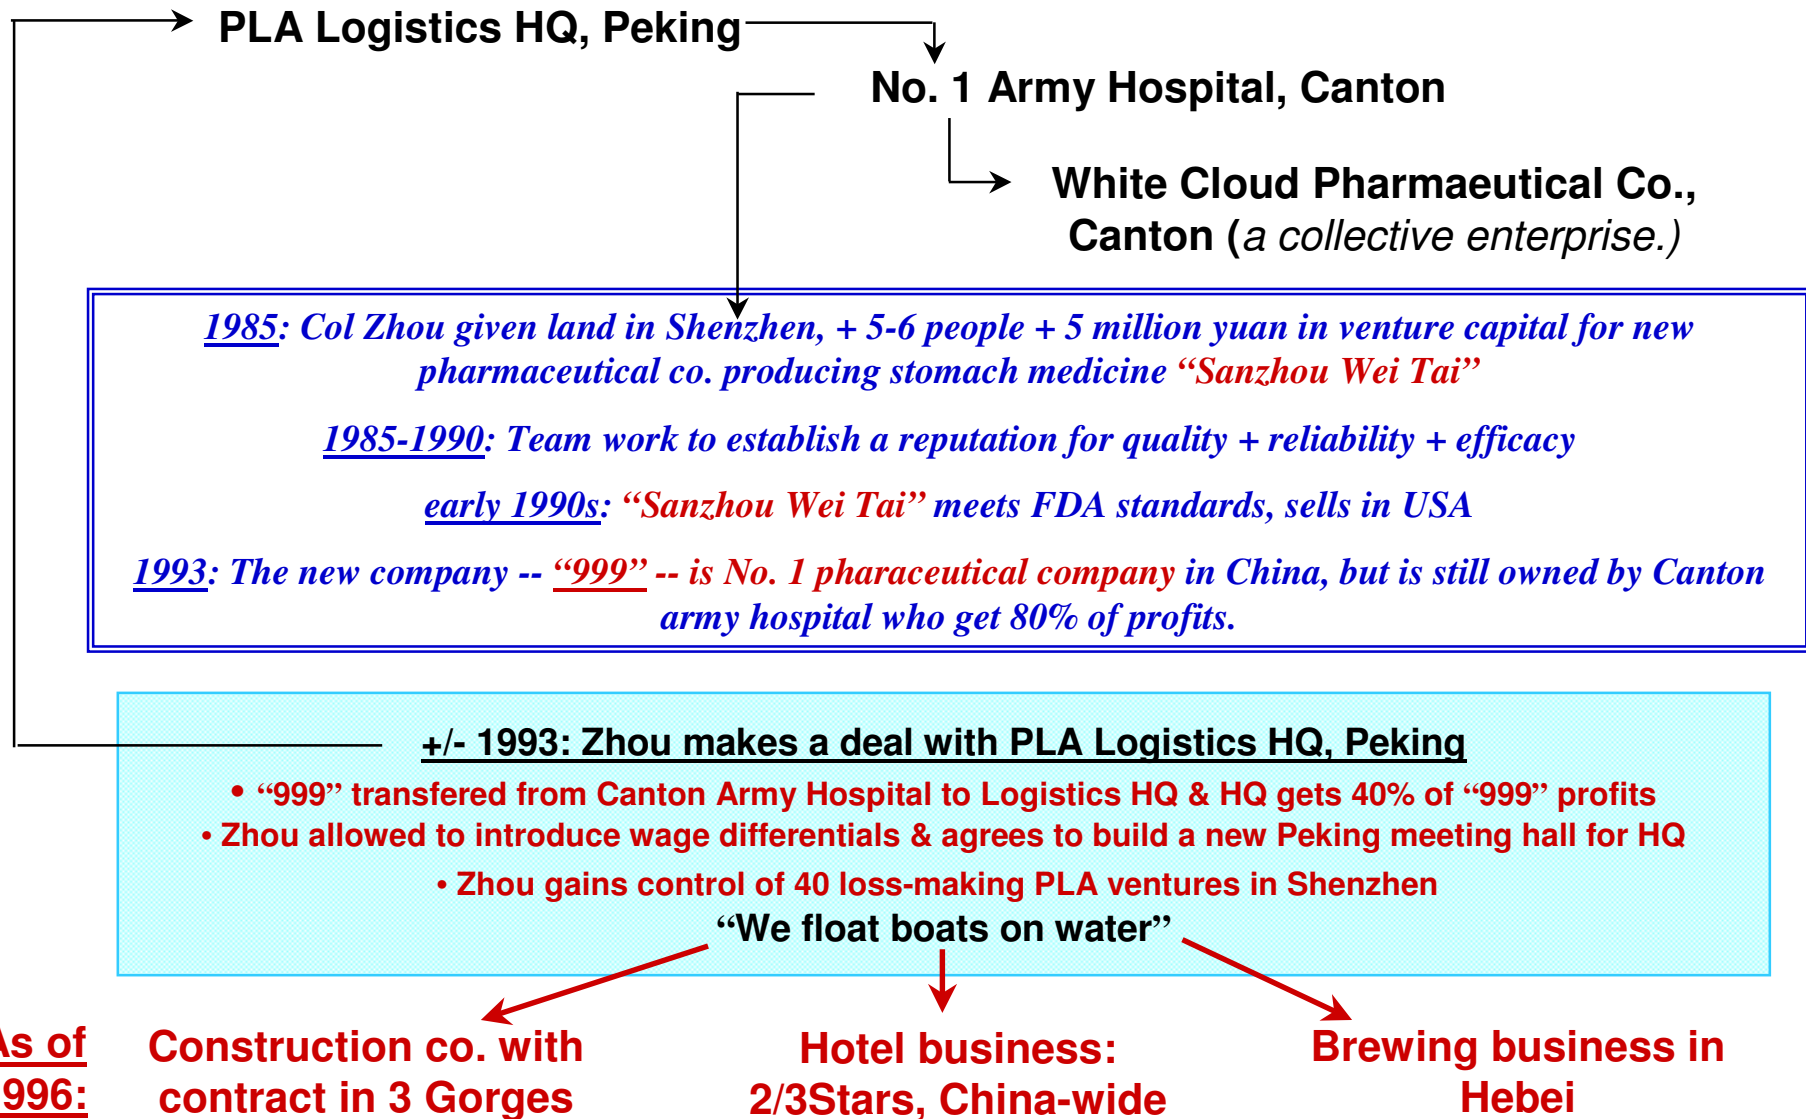 PLA Logistics HQ, Peking
No. 1 Army Hospital, Canton
White Cloud Pharmaeutical Co.,
Canton (a collective enterprise.)
1985: Col Zhou given land in Shenzhen, + 5-6 people + 5 million yuan in venture capital for new
pharmaceutical co. producing stomach medicine “Sanzhou Wei Tai”
1985-1990: Team work to establish a reputation for quality + reliability + efficacy
early 1990s: “Sanzhou Wei Tai” meets FDA standards, sells in USA
1993: The new company -- “999” -- is No. 1 pharaceutical company in China, but is still owned by Canton
army hospital who get 80% of profits.
+/- 1993: Zhou makes a deal with PLA Logistics HQ, Peking
• “999” transfered from Canton Army Hospital to Logistics HQ & HQ gets 40% of “999” profits
• Zhou allowed to introduce wage differentials & agrees to build a new Peking meeting hall for HQ
• Zhou gains control of 40 loss-making PLA ventures in Shenzhen
“We float boats on water”
As of
996:
Construction co. with
contract in 3 Gorges
Hotel business:
2/3Stars, China-wide
Brewing business in
Hebei